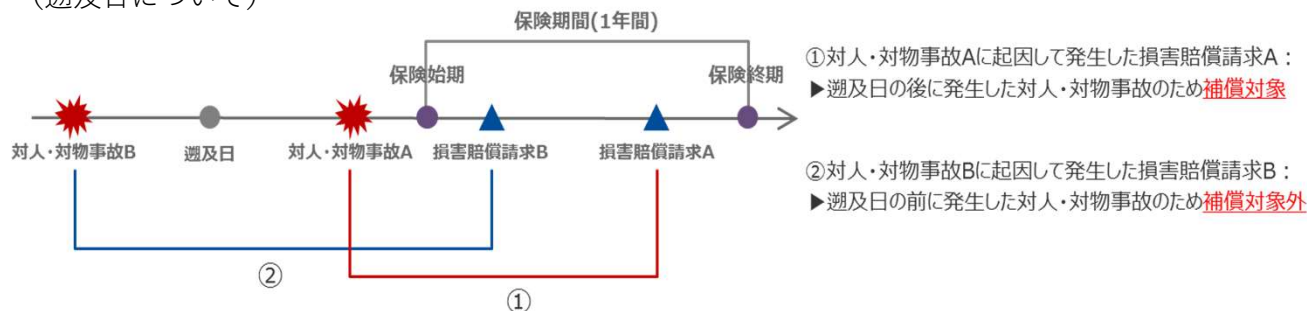 （遡及日について）
保険期間(1年間)
保険始期
保険終期
対人・対物事故B
遡及日
対人・対物事故A
損害賠償請求B
損害賠償請求A
②
①
①対人・対物事故Aに起因して発生した損害賠償請求A：
▶遡及日の後に発生した対人・対物事故のため補償対象
②対人・対物事故Bに起因して発生した損害賠償請求B：
▶遡及日の前に発生した対人・対物事故のため補償対象外